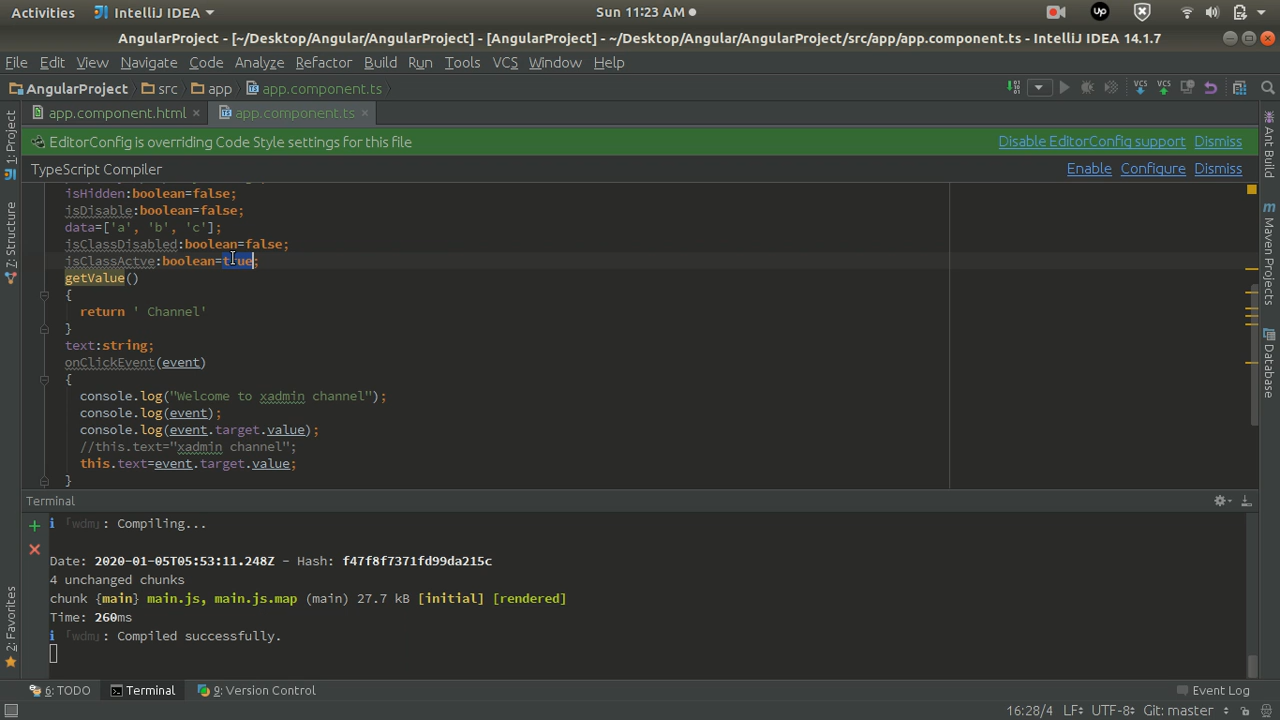 Activities IntelliJ IDEA Sun 11:23 AM
AngularProject - [~/Desktop/Angular/AngularProject] - [AngularProject] - ~/Desktop/Angular/AngularProject/src/app/app.component.ts - IntelliJ IDEA 14.1.7
File Edit View Navigate Code Analyze Refactor Build Run Tools VCS Window Help
AngularProject src app app.component.ts
app.component.html app.component.ts
EditorConfig is overriding Code Style settings for this file Disable EditorConfig support Dismiss
TypeScript Compiler Enable Configure Dismiss
isHidden:boolean=false;
isDisable:boolean=false;
data=['a', 'b', 'c'];
isClassDisabled:boolean=false;
isClassActve:boolean=true;
getValue()
{
return ' Channel'
}
text:string;
onClickEvent(event)
{
console.log("Welcome to xadmin channel");
console.log(event);
console.log(event.target.value);
//this.text="xadmin channel";
this.text=event.target.value;
}
Terminal
i ｢wdm｣: Compiling...
Date: 2020-01-05T05:53:11.248Z - Hash: f47f8f7371fd99da215c
4 unchanged chunks
chunk {main} main.js, main.js.map (main) 27.7 kB [initial] [rendered]
Time: 260ms
i ｢wdm｣: Compiled successfully.
6: TODO Terminal 9: Version Control Event Log
16:28/4 LF UTF-8 Git: master
1: Project
7: Structure
2: Favorites
Ant Build
Maven Projects
Database